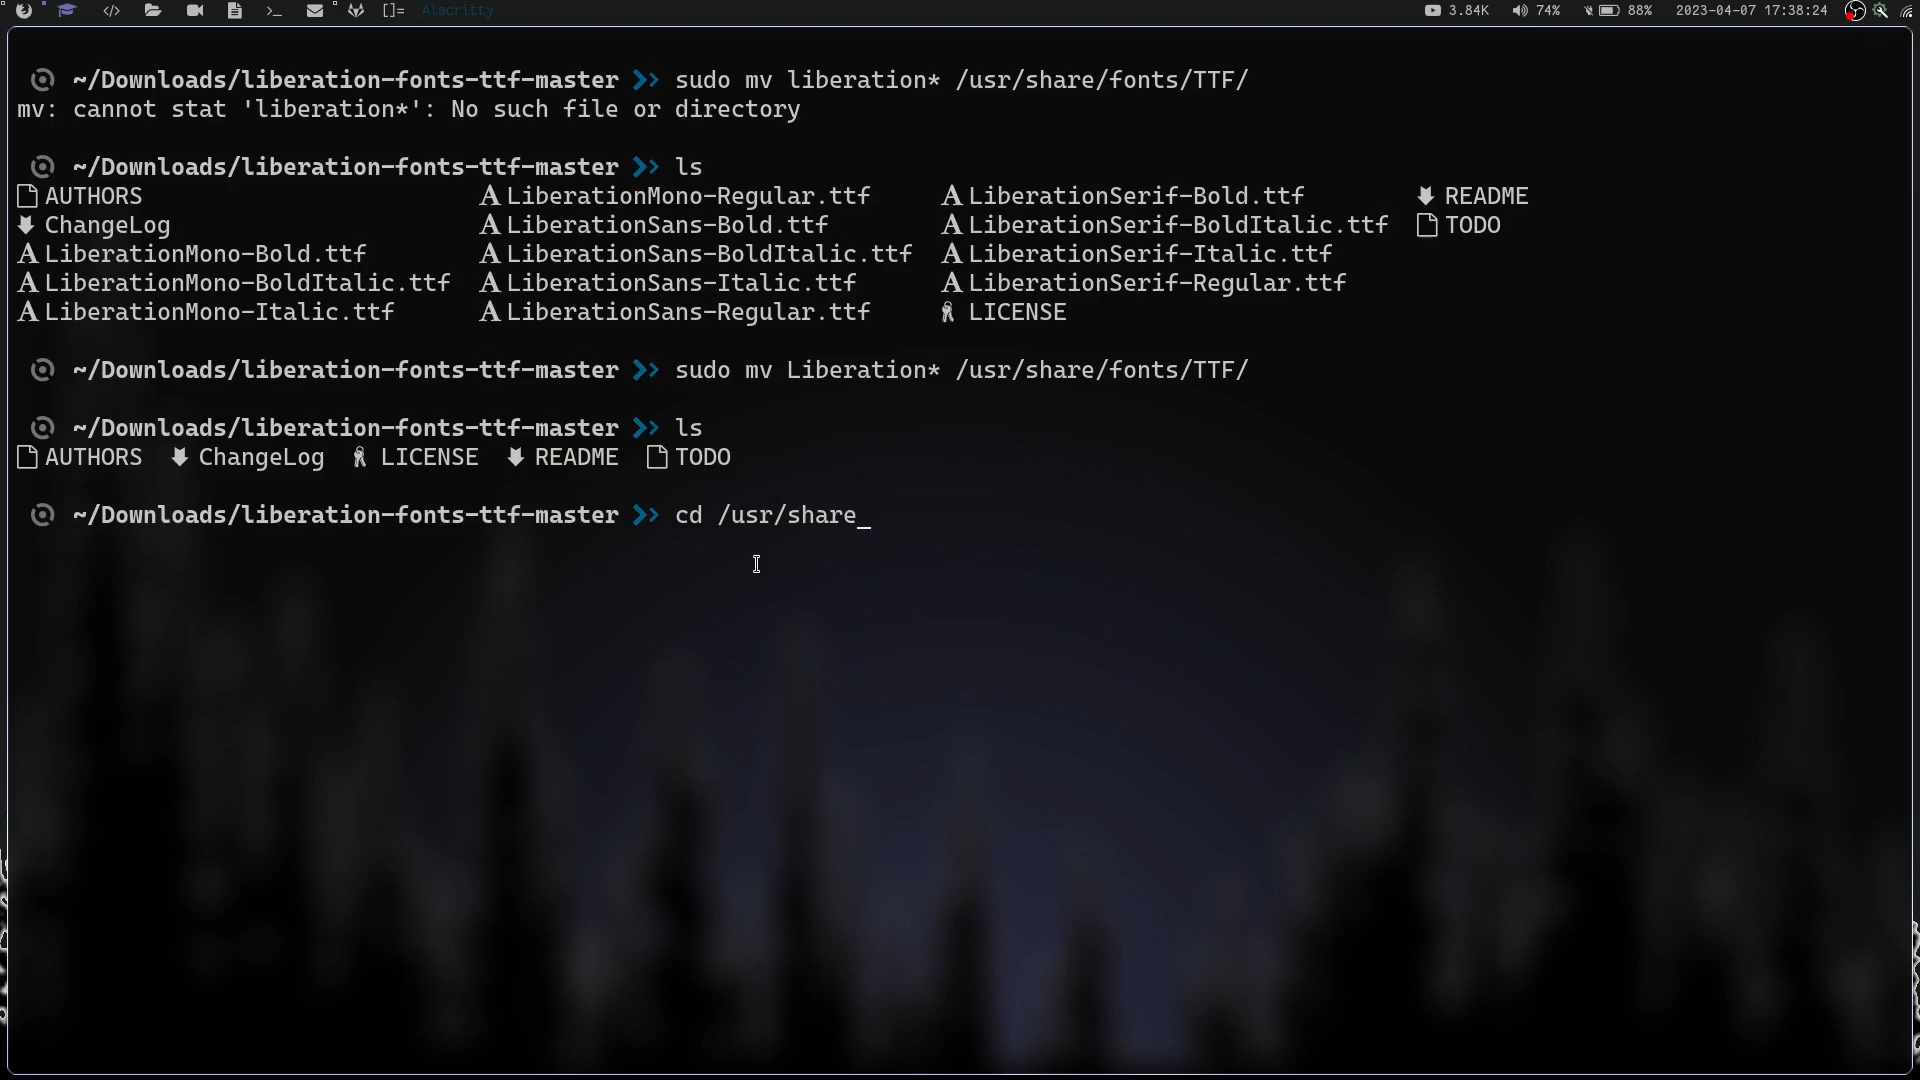 []= Alacritty 3.84K 74% 88% 2023-04-07 17:38:24
~/Downloads/liberation-fonts-ttf-master sudo mv liberation* /usr/share/fonts/TTF/
mv: cannot stat 'liberation*': No such file or directory
~/Downloads/liberation-fonts-ttf-master ls
AUTHORS LiberationMono-Regular.ttf LiberationSerif-Bold.ttf README
ChangeLog LiberationSans-Bold.ttf LiberationSerif-BoldItalic.ttf TODO
LiberationMono-Bold.ttf LiberationSans-BoldItalic.ttf LiberationSerif-Italic.ttf
LiberationMono-BoldItalic.ttf LiberationSans-Italic.ttf LiberationSerif-Regular.ttf
LiberationMono-Italic.ttf LiberationSans-Regular.ttf LICENSE
~/Downloads/liberation-fonts-ttf-master sudo mv Liberation* /usr/share/fonts/TTF/
~/Downloads/liberation-fonts-ttf-master ls
AUTHORS ChangeLog LICENSE README TODO
~/Downloads/liberation-fonts-ttf-master cd /usr/share_